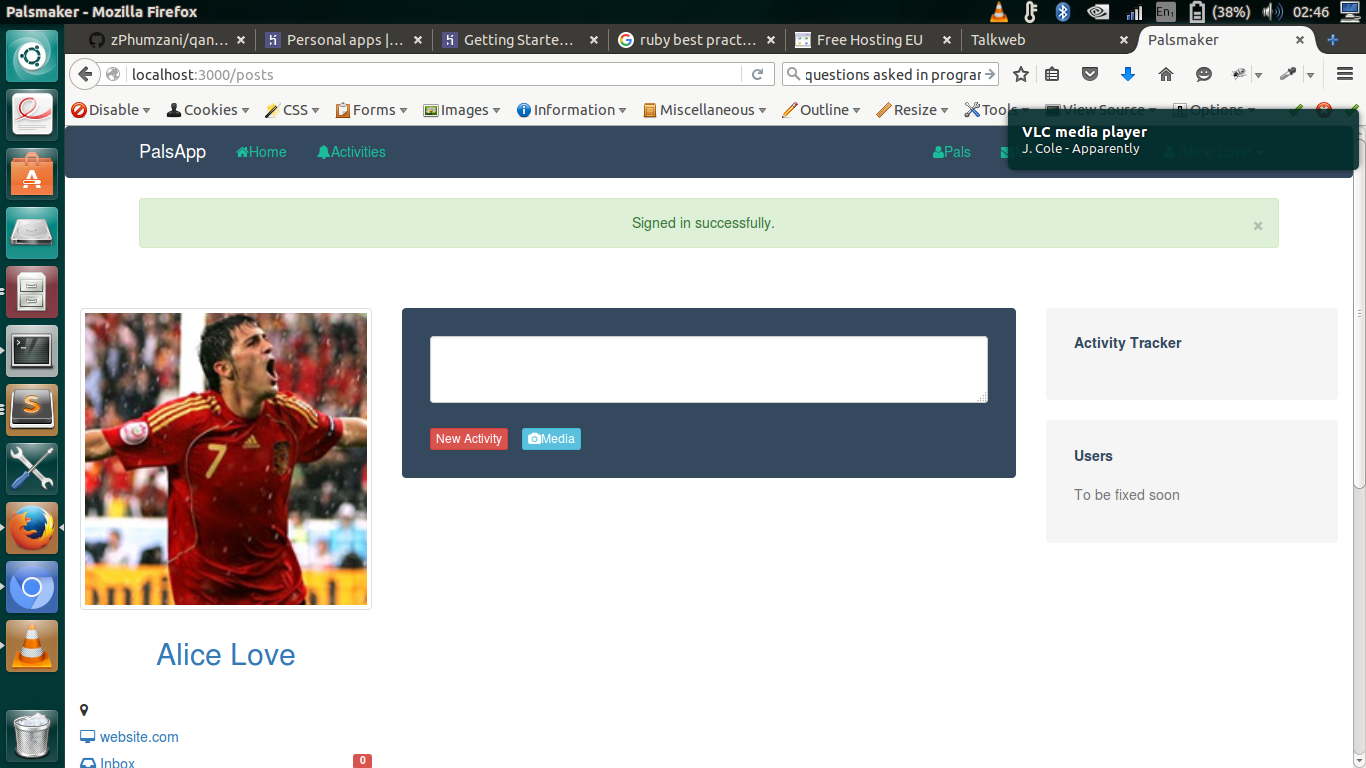 Palsmaker - Mozilla Firefox
En1 (38%) 02:46
zPhumzani/qan... × Personal apps |... × Getting Starte... × ruby best pract... × Free Hosting EU × Talkweb × Palsmaker ×
localhost:3000/posts
questions asked in prograr
Disable Cookies CSS Forms Images Information Miscellaneous Outline Resize Tools View Source Options
VLC media player
J. Cole - Apparently
PalsApp Home Activities Pals
Signed in successfully. ×
7
New Activity Media
Activity Tracker
Users
To be fixed soon
Alice Love
website.com
Inbox 0